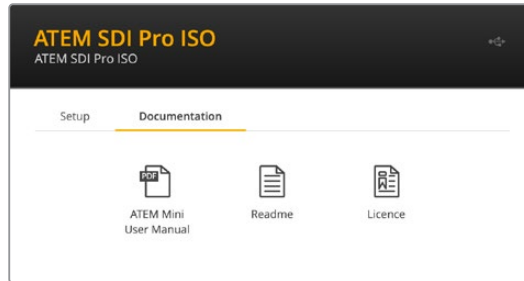 ATEM SDI Pro ISO
ATEM SDI Pro ISO
Setup
Documentation
PDF
ATEM Mini
User Manual
Readme
Licence